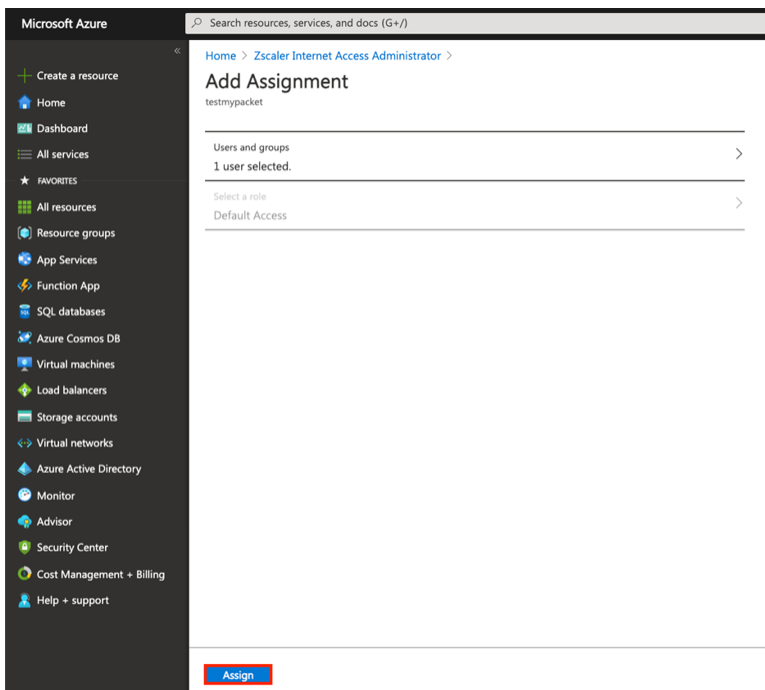 Microsoft Azure
Search resources, services, and docs (G+/)
«
Create a resource
Home
Dashboard
All services
FAVORITES
All resources
Resource groups
App Services
Function App
SQL databases
Azure Cosmos DB
Virtual machines
Load balancers
Storage accounts
Virtual networks
Azure Active Directory
Monitor
Advisor
Security Center
Cost Management + Billing
Help + support
Home > Zscaler Internet Access Administrator >
Add Assignment
testmypacket
Users and groups
1 user selected.
Select a role
Default Access
Assign